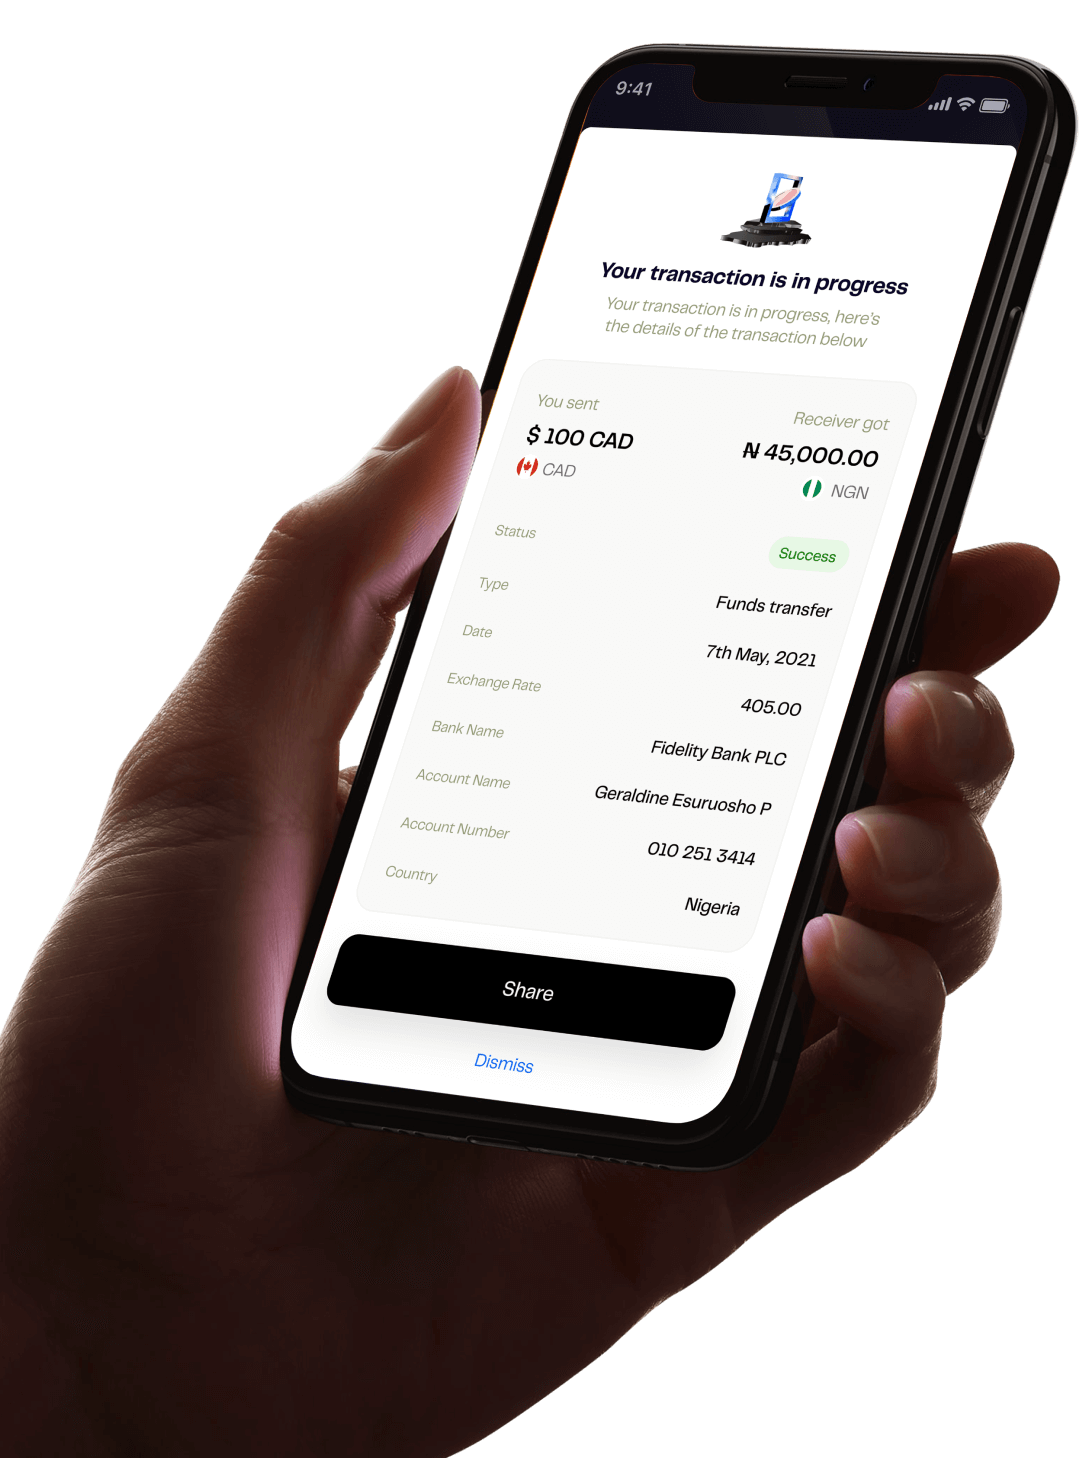 9:41
Your transaction is in progress
Your transaction is in progress, here's
the details of the transaction below
You sent
Receiver got
$ 100 CAD
₦ 45,000.00
CAD
NGN
Status
Success
Type
Funds transfer
Date
7th May, 2021
Exchange Rate
405.00
Bank Name
Fidelity Bank PLC
Account Name
Geraldine Esuruosho P
Account Number
010 251 3414
Country
Nigeria
Share
Dismiss